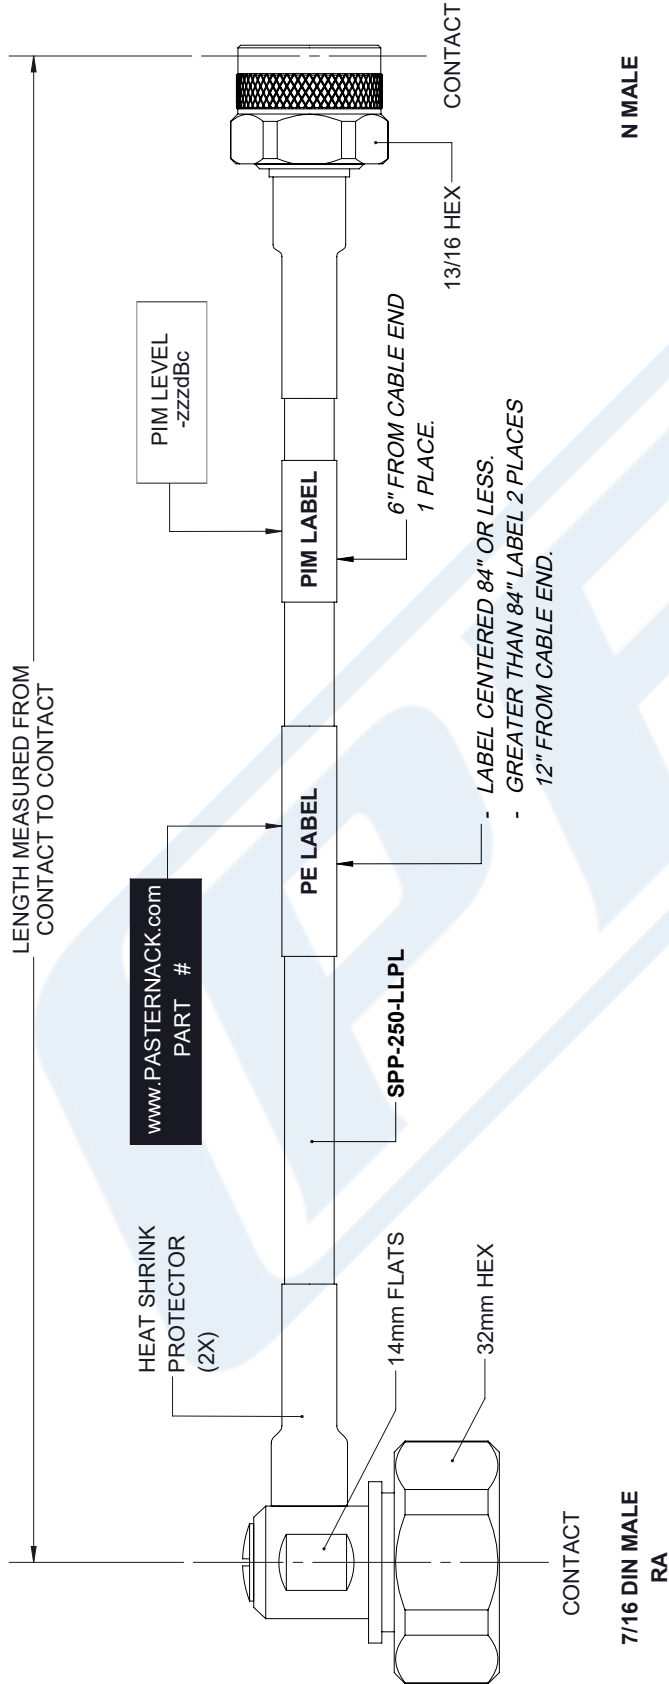 LENGTH MEASURED FROM
CONTACT TO CONTACT
www.PASTERNACK.com
PART #
PIM LEVEL
-zzzdBc
HEAT SHRINK
PROTECTOR
(2X)
PE LABEL
PIM LABEL
14mm FLATS
SPP-250-LLPL
6" FROM CABLE END
1 PLACE.
13/16 HEX
32mm HEX
- LABEL CENTERED 84" OR LESS.
- GREATER THAN 84" LABEL 2 PLACES
12" FROM CABLE END.
CONTACT
CONTACT
7/16 DIN MALE
RA
N MALE